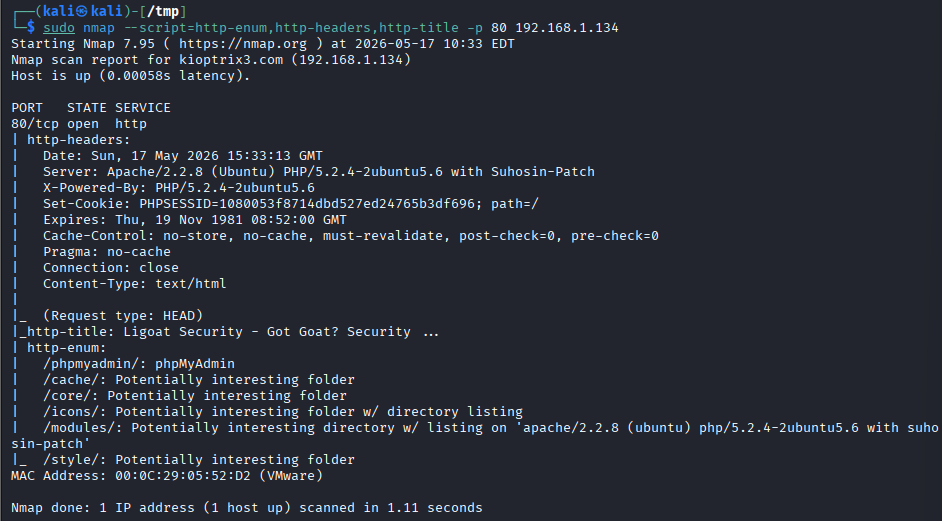 ┌──(kali㉿kali)-[/tmp]
└─$ sudo nmap --script=http-enum,http-headers,http-title -p 80 192.168.1.134
Starting Nmap 7.95 ( https://nmap.org ) at 2026-05-17 10:33 EDT
Nmap scan report for kioptrix3.com (192.168.1.134)
Host is up (0.00058s latency).

PORT   STATE SERVICE
80/tcp open  http
| http-headers:
|   Date: Sun, 17 May 2026 15:33:13 GMT
|   Server: Apache/2.2.8 (Ubuntu) PHP/5.2.4-2ubuntu5.6 with Suhosin-Patch
|   X-Powered-By: PHP/5.2.4-2ubuntu5.6
|   Set-Cookie: PHPSESSID=1080053f8714dbd527ed24765b3df696; path=/
|   Expires: Thu, 19 Nov 1981 08:52:00 GMT
|   Cache-Control: no-store, no-cache, must-revalidate, post-check=0, pre-check=0
|   Pragma: no-cache
|   Connection: close
|   Content-Type: text/html
|
|_  (Request type: HEAD)
|_http-title: Ligoat Security - Got Goat? Security ...
| http-enum:
|   /phpmyadmin/: phpMyAdmin
|   /cache/: Potentially interesting folder
|   /core/: Potentially interesting folder
|   /icons/: Potentially interesting folder w/ directory listing
|   /modules/: Potentially interesting directory w/ listing on 'apache/2.2.8 (ubuntu) php/5.2.4-2ubuntu5.6 with suho
sin-patch'
|_  /style/: Potentially interesting folder
MAC Address: 00:0C:29:05:52:D2 (VMware)

Nmap done: 1 IP address (1 host up) scanned in 1.11 seconds